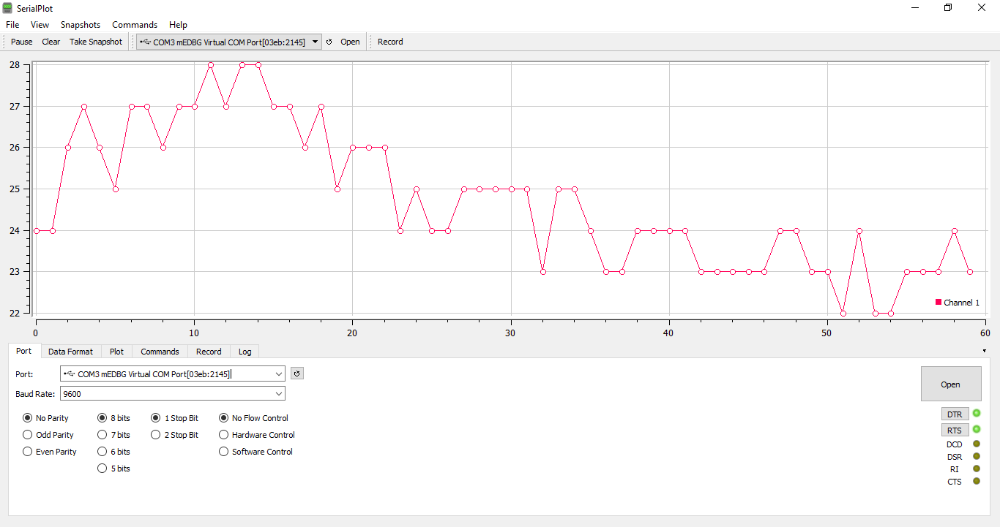 SerialPlot
File View Snapshots Commands Help
Pause Clear Take Snapshot COM3 mEDBG Virtual COM Port[03eb:2145] Open Record
28
27
26
25
24
23
22
Channel 1
0 10 20 30 40 50 60
Port Data Format Plot Commands Record Log
Port: COM3 mEDBG Virtual COM Port[03eb:2145]
Open
Baud Rate: 9600
No Parity 8 bits 1 Stop Bit No Flow Control
DTR
Odd Parity 7 bits 2 Stop Bit Hardware Control
RTS
DCD
Even Parity 6 bits Software Control
DSR
5 bits
RI
CTS